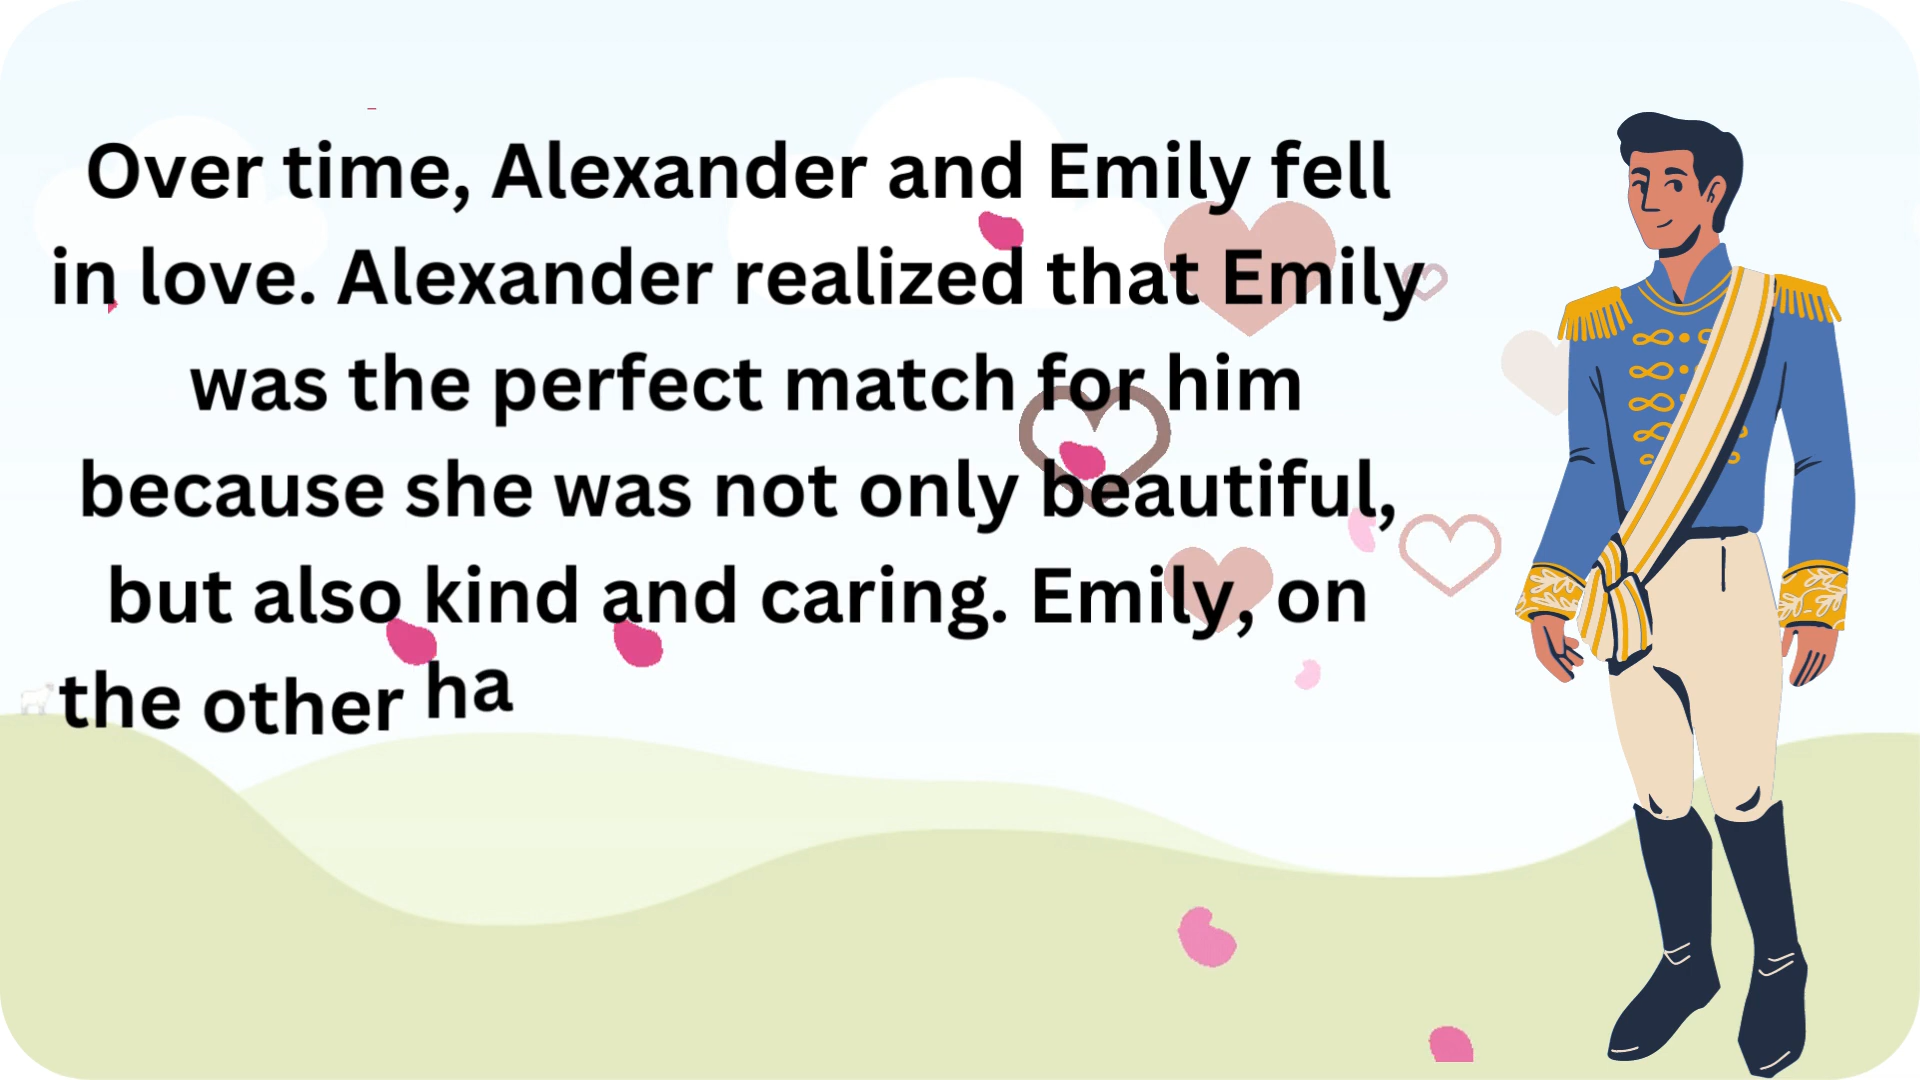 Over time, Alexander and Emily fell
in love. Alexander realized that Emily
was the perfect match for him
because she was not only beautiful,
but also kind and caring. Emily, on
the other ha